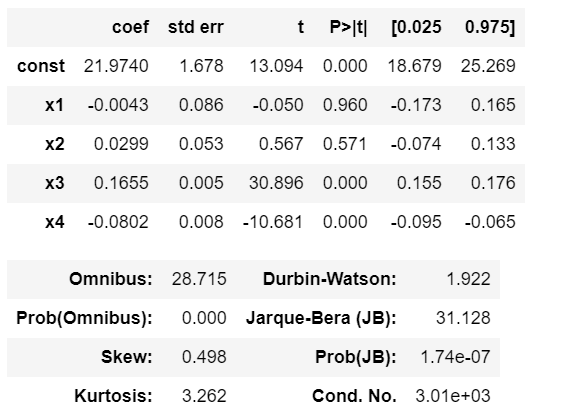 coef std err t P>|t| [0.025 0.975]
const 21.9740 1.678 13.094 0.000 18.679 25.269
x1 -0.0043 0.086 -0.050 0.960 -0.173 0.165
x2 0.0299 0.053 0.567 0.571 -0.074 0.133
x3 0.1655 0.005 30.896 0.000 0.155 0.176
x4 -0.0802 0.008 -10.681 0.000 -0.095 -0.065
Omnibus: 28.715 Durbin-Watson: 1.922
Prob(Omnibus): 0.000 Jarque-Bera (JB): 31.128
Skew: 0.498 Prob(JB): 1.74e-07
Kurtosis: 3.262 Cond. No. 3.01e+03